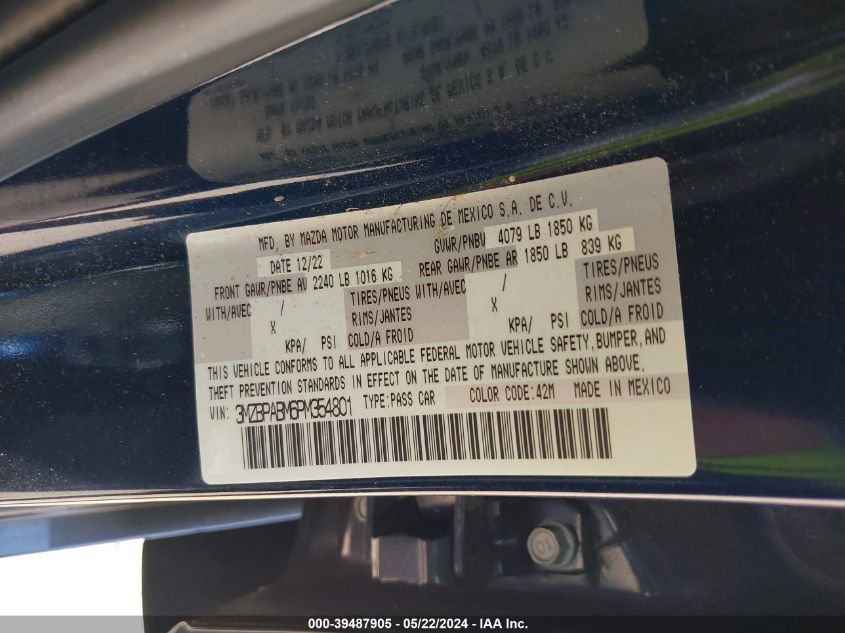 MFD. BY MAZDA MOTOR MANUFACTURING DE MEXICO S.A. DE C.V.
DATE 12/22 GVWR/PNBV 4079 LB 1850 KG
FRONT GAWR/PNBE AV 2240 LB 1016 KG REAR GAWR/PNBE AR 1850 LB 839 KG
WITH/AVEC / TIRES/PNEUS WITH/AVEC / TIRES/PNEUS
X RIMS/JANTES X RIMS/JANTES
KPA/ PSI COLD/A FROID KPA/ PSI COLD/A FROID
THIS VEHICLE CONFORMS TO ALL APPLICABLE FEDERAL MOTOR VEHICLE SAFETY, BUMPER, AND
THEFT PREVENTION STANDARDS IN EFFECT ON THE DATE OF MANUFACTURE SHOWN ABOVE.
VIN: 3MZBPABM6PM354801 TYPE:PASS CAR COLOR CODE:42M MADE IN MEXICO
10
000-39487905 - 05/22/2024 - IAA Inc.